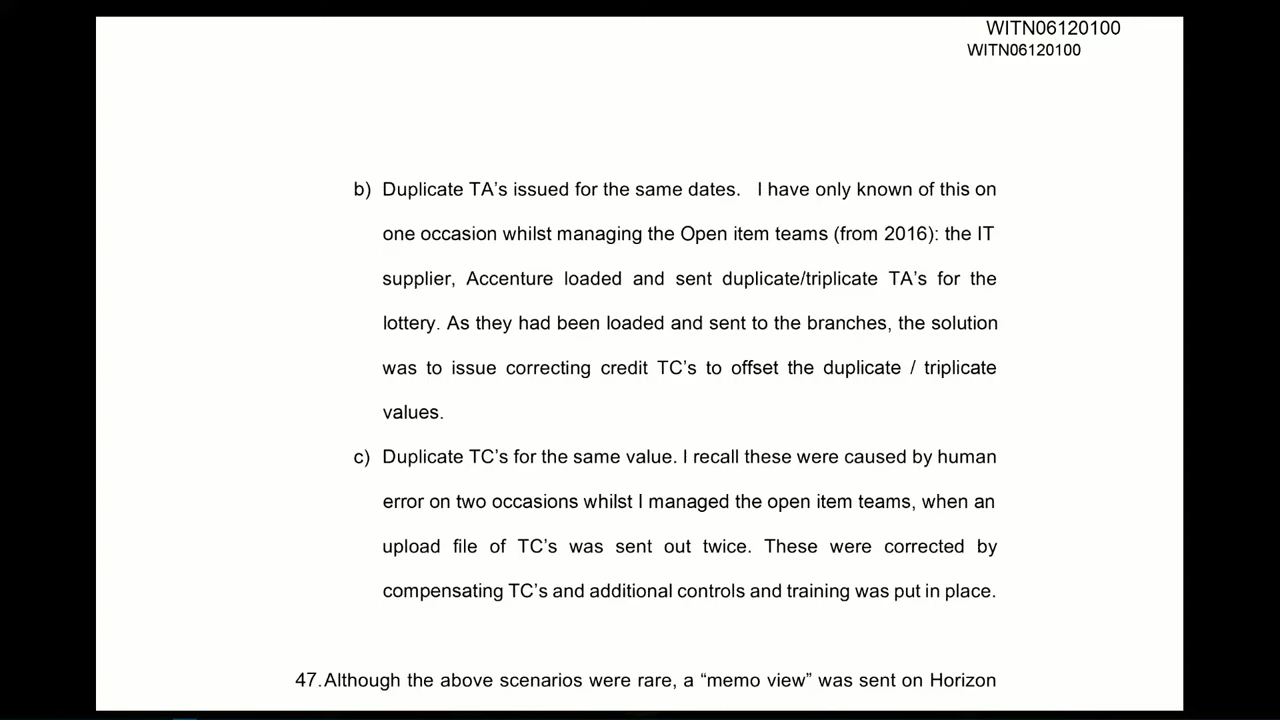 WITN06120100
WITN06120100
b) Duplicate TA’s issued for the same dates. I have only known of this on
one occasion whilst managing the Open item teams (from 2016): the IT
supplier, Accenture loaded and sent duplicate/triplicate TA’s for the
lottery. As they had been loaded and sent to the branches, the solution
was to issue correcting credit TC’s to offset the duplicate / triplicate
values.
c) Duplicate TC’s for the same value. I recall these were caused by human
error on two occasions whilst I managed the open item teams, when an
upload file of TC’s was sent out twice. These were corrected by
compensating TC’s and additional controls and training was put in place.
47. Although the above scenarios were rare, a “memo view” was sent on Horizon